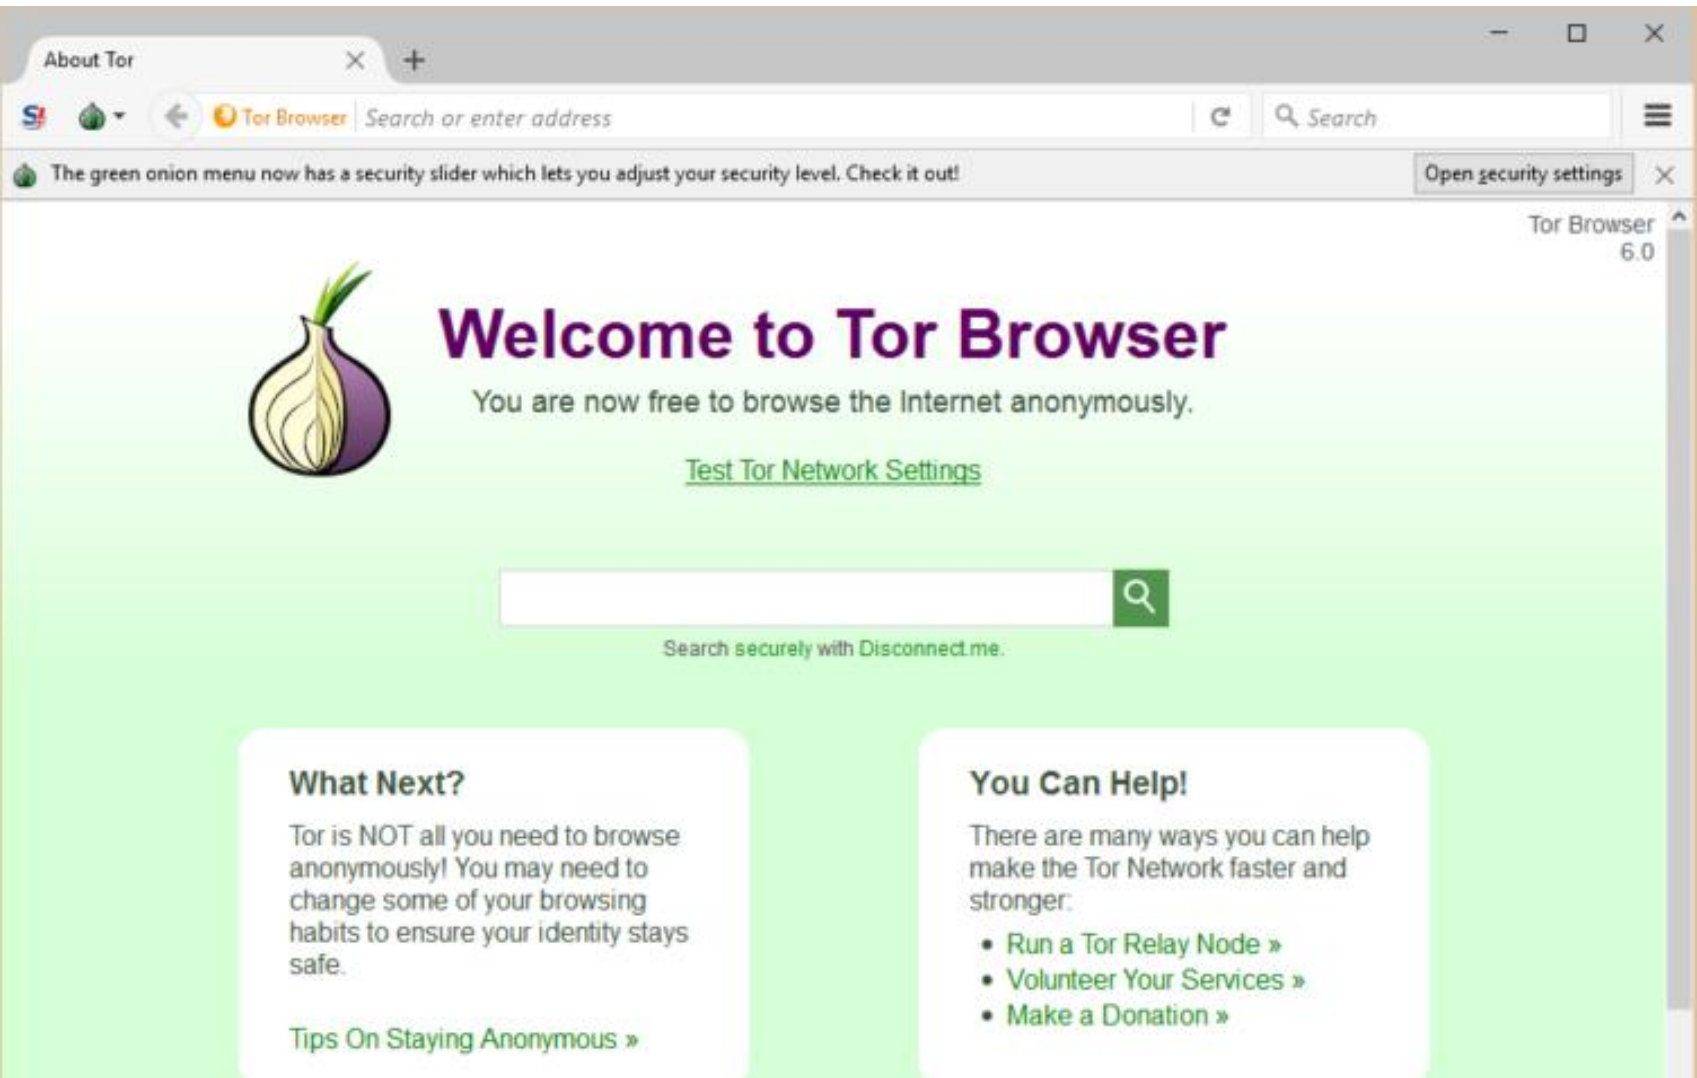 About Tor
S!
Tor Browser Search or enter address
Search
The green onion menu now has a security slider which lets you adjust your security level. Check it out!
Open security settings
Tor Browser
6.0
Welcome to Tor Browser
You are now free to browse the Internet anonymously.
Test Tor Network Settings
Search securely with Disconnect.me.
What Next?
Tor is NOT all you need to browse
anonymously! You may need to
change some of your browsing
habits to ensure your identity stays
safe.
Tips On Staying Anonymous »
You Can Help!
There are many ways you can help
make the Tor Network faster and
stronger:
• Run a Tor Relay Node »
• Volunteer Your Services »
• Make a Donation »